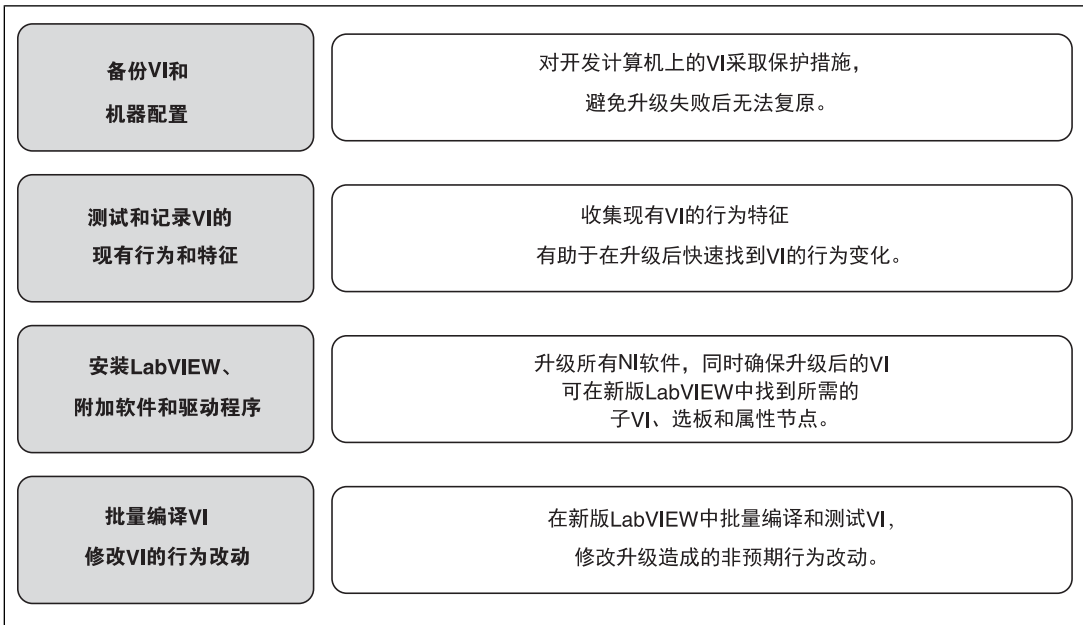 备份VI和
机器配置
对开发计算机上的VI采取保护措施，
避免升级失败后无法复原。
测试和记录VI的
现有行为和特征
收集现有VI的行为特征
有助于在升级后快速找到VI的行为变化。
安装LabVIEW、
附加软件和驱动程序
升级所有NI软件，同时确保升级后的VI
可在新版LabVIEW中找到所需的
子VI、选板和属性节点。
批量编译VI
修改VI的行为改动
在新版LabVIEW中批量编译和测试VI，
修改升级造成的非预期行为改动。